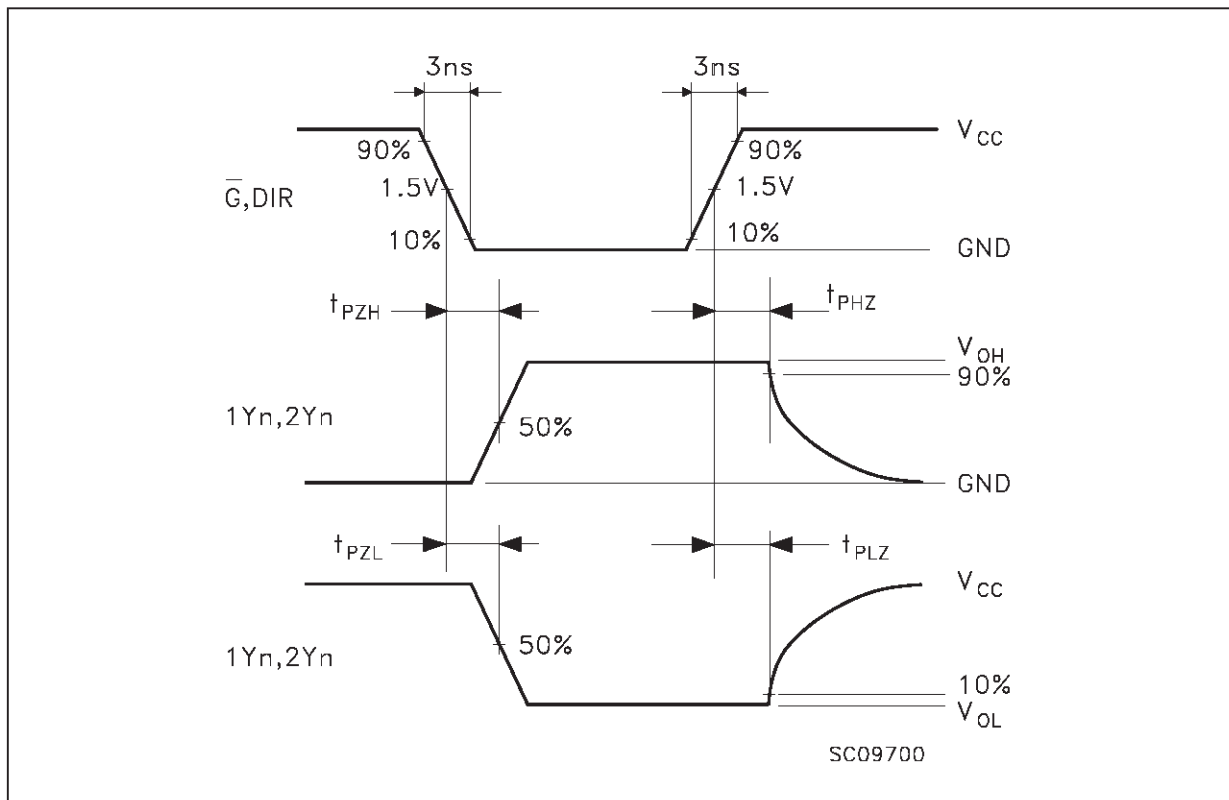 3ns 3ns
90% 90% V_CC
G̅,DIR 1.5V 1.5V
10% 10% GND
t_PZH t_PHZ
V_OH
90%
1Yn,2Yn 50%
GND
t_PZL t_PLZ
V_CC
1Yn,2Yn 50%
10%
V_OL
SC09700